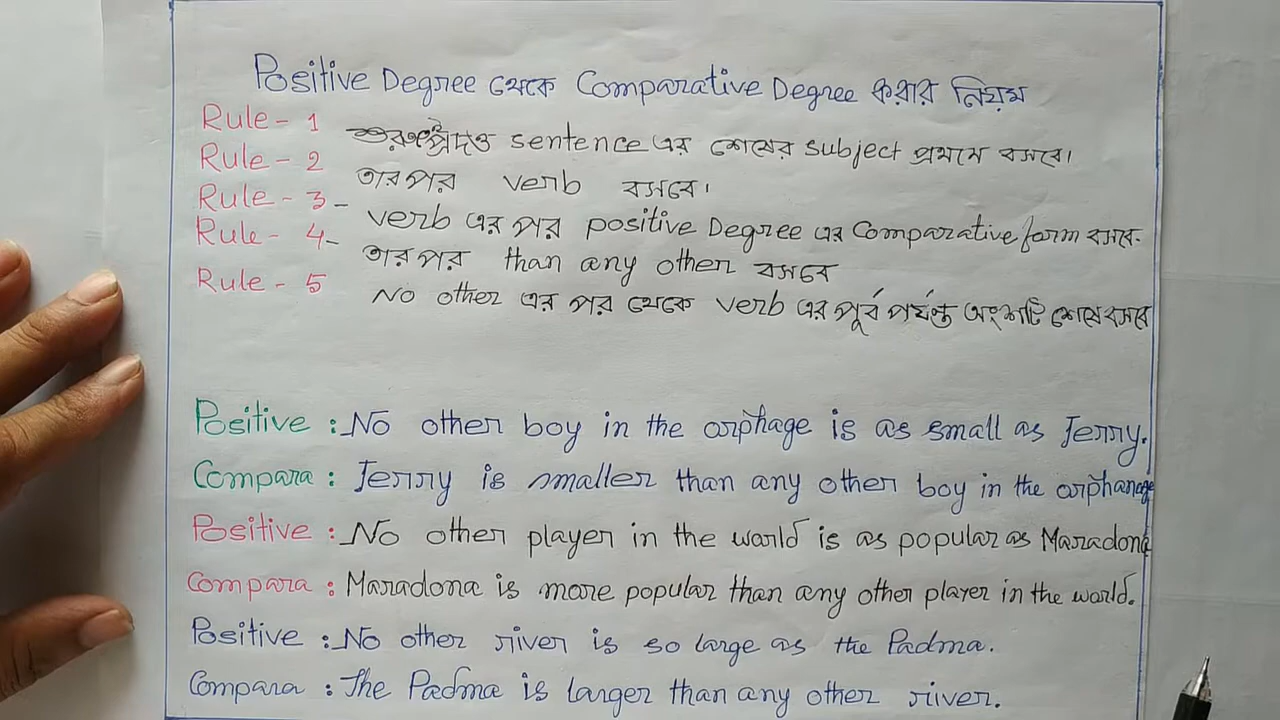 Positive Degree থেকে Comparative Degree করার নিয়ম
Rule - 1 প্রদত্ত sentence এর শেষের subject প্রথমে বসবে।
Rule - 2 তারপর verb বসবে।
Rule - 3 - verb এর পর positive Degree এর Comparative form বসবে-
Rule - 4 - তারপর than any other বসবে
Rule - 5 No other এর পর থেকে verb এর পূর্ব পর্যন্ত অংশটি শেষে বসবে
Positive : No other boy in the orphage is as small as Jerry.
Compara : Jerry is smaller than any other boy in the orphanage
Positive : No other player in the world is as popular as Maradona
Compara : Maradona is more popular than any other player in the world.
Positive : No other river is so large as the Padma.
Compara : The Padma is larger than any other river.